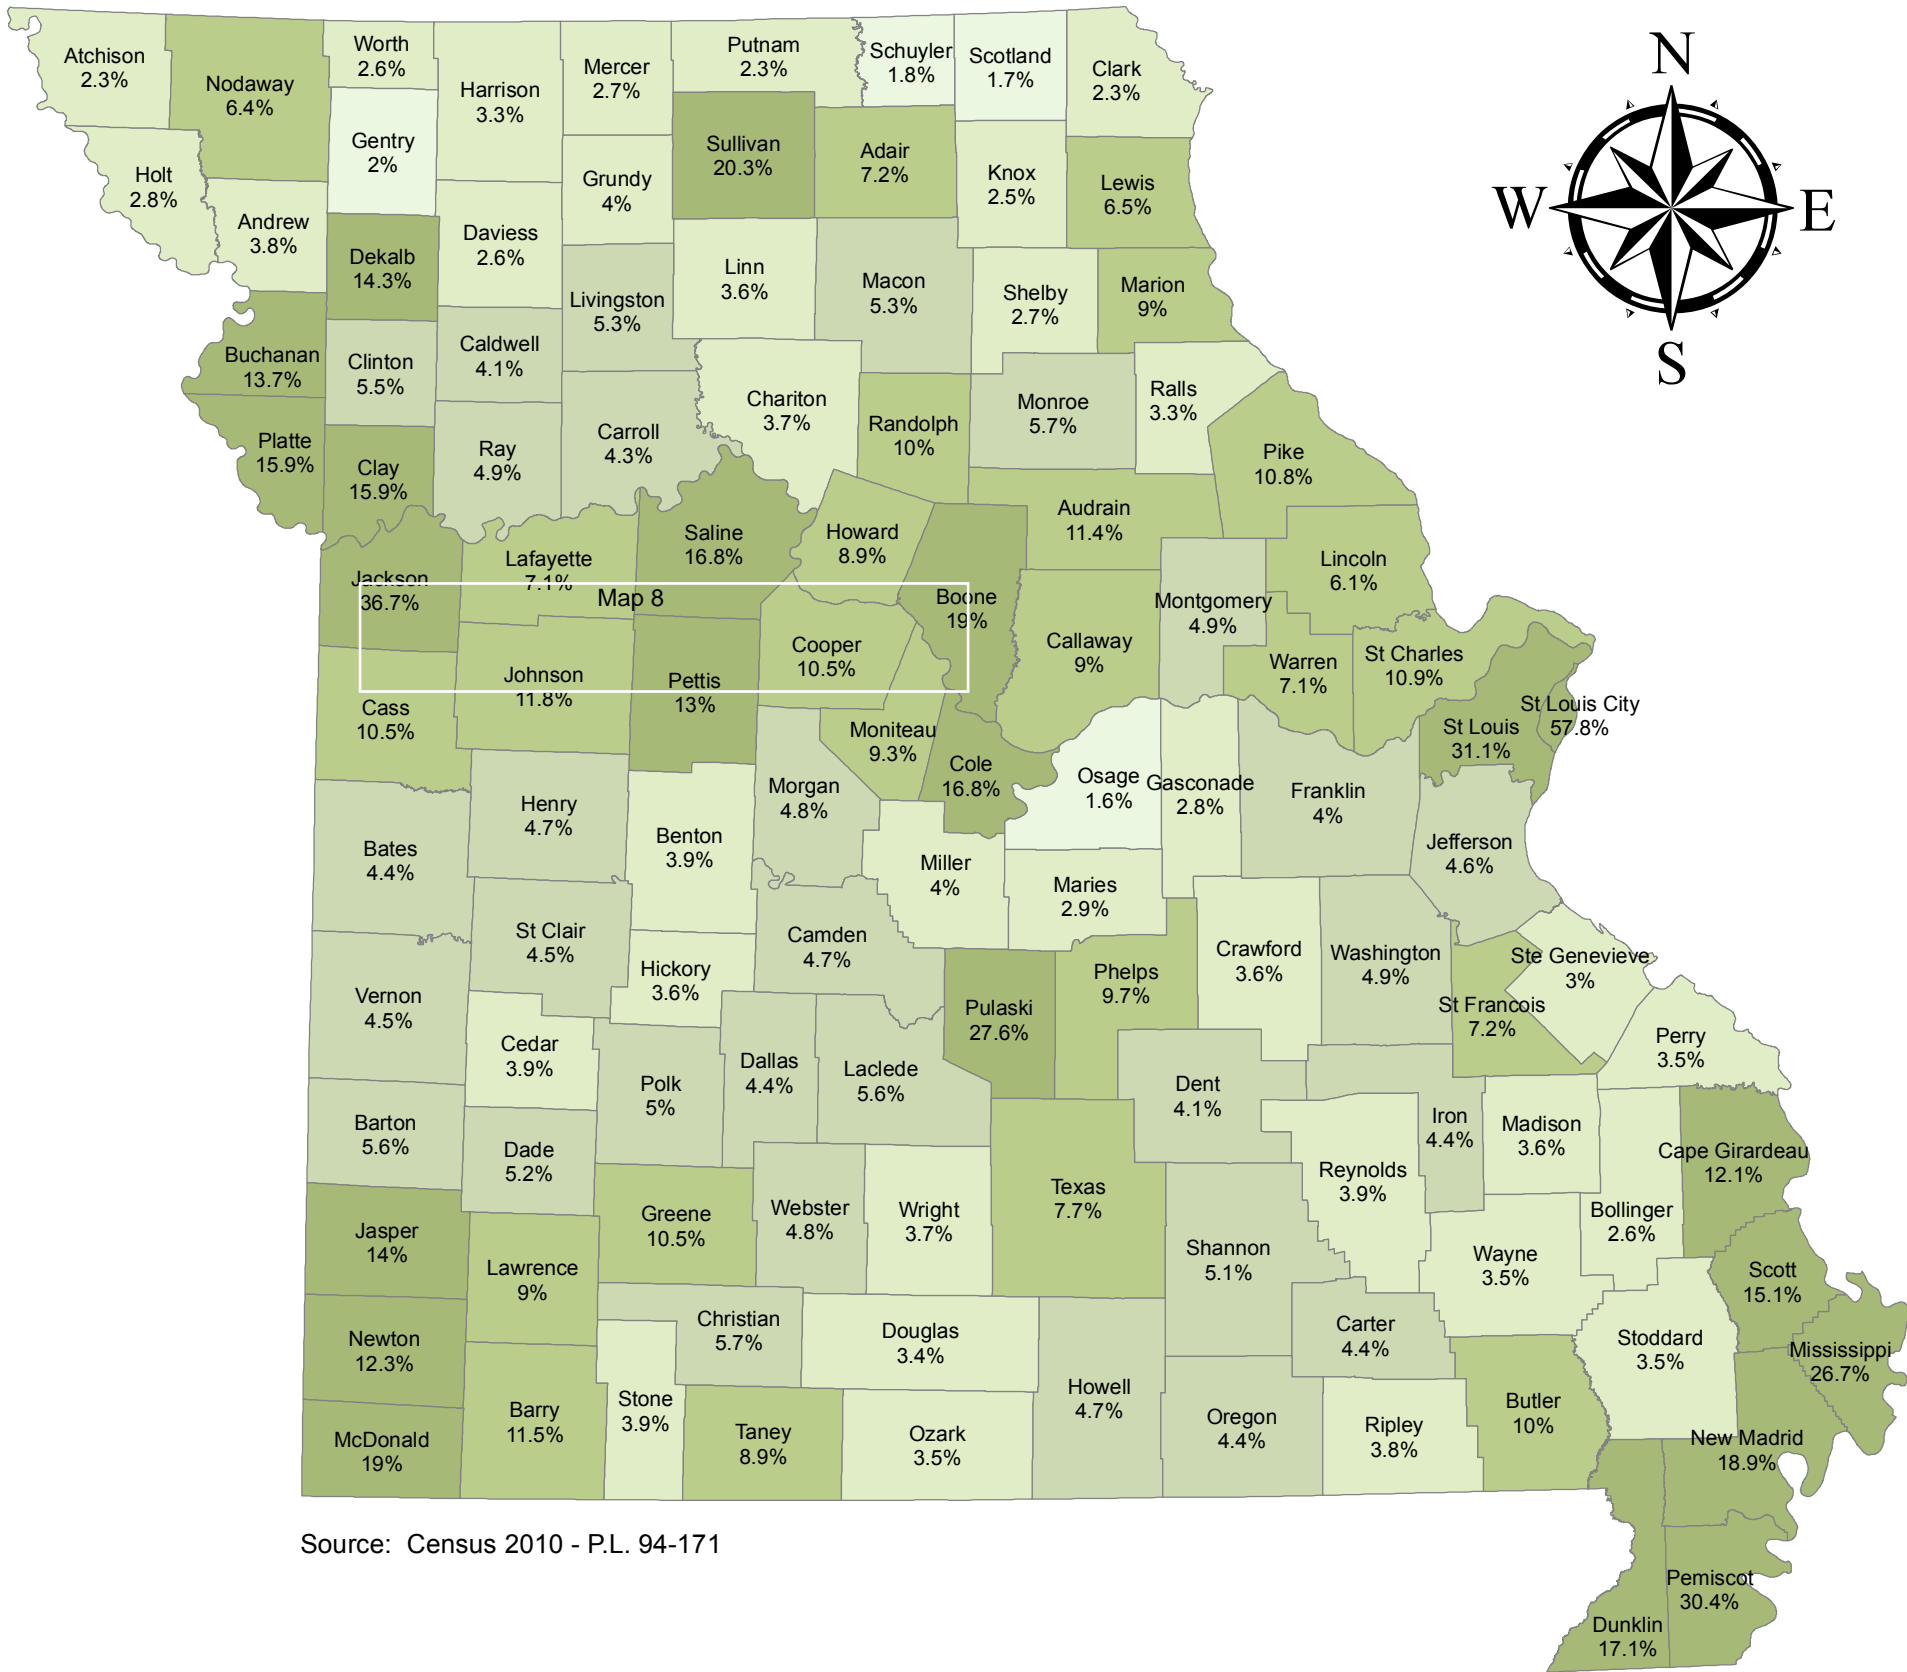 Atchison
2.3%
Nodaway
6.4%
Worth
2.6%
Harrison
3.3%
Mercer
2.7%
Putnam
2.3%
Schuyler
1.8%
Scotland
1.7%
Clark
2.3%
N
Gentry
2%
Sullivan
20.3%
Adair
7.2%
Knox
2.5%
Lewis
6.5%
Holt
2.8%
Andrew
3.8%
Grundy
4%
W
E
Dekalb
14.3%
Daviess
2.6%
Livingston
5.3%
Linn
3.6%
Macon
5.3%
Shelby
2.7%
Marion
9%
S
Buchanan
13.7%
Clinton
5.5%
Caldwell
4.1%
Chariton
3.7%
Randolph
10%
Monroe
5.7%
Ralls
3.3%
Platte
15.9%
Clay
15.9%
Ray
4.9%
Carroll
4.3%
Pike
10.8%
Saline
16.8%
Howard
8.9%
Audrain
11.4%
Lafayette
7.1%
Lincoln
6.1%
Jackson
36.7%
Map 8
Boone
19%
Montgomery
4.9%
Cooper
10.5%
Callaway
9%
Warren
7.1%
St Charles
10.9%
Johnson
11.8%
Pettis
13%
Cass
10.5%
Moniteau
9.3%
St Louis City
57.8%
St Louis
31.1%
Cole
16.8%
Morgan
4.8%
Osage
1.6%
Gasconade
2.8%
Franklin
4%
Henry
4.7%
Benton
3.9%
Jefferson
4.6%
Bates
4.4%
Miller
4%
Maries
2.9%
St Clair
4.5%
Camden
4.7%
Crawford
3.6%
Washington
4.9%
Ste Genevieve
3%
Hickory
3.6%
Phelps
9.7%
Vernon
4.5%
Pulaski
27.6%
St Francois
7.2%
Perry
3.5%
Cedar
3.9%
Dallas
4.4%
Laclede
5.6%
Polk
5%
Dent
4.1%
Barton
5.6%
Iron
4.4%
Madison
3.6%
Dade
5.2%
Cape Girardeau
12.1%
Reynolds
3.9%
Texas
7.7%
Greene
10.5%
Webster
4.8%
Wright
3.7%
Bollinger
2.6%
Jasper
14%
Shannon
5.1%
Wayne
3.5%
Lawrence
9%
Scott
15.1%
Newton
12.3%
Christian
5.7%
Douglas
3.4%
Carter
4.4%
Stoddard
3.5%
Mississippi
26.7%
Barry
11.5%
Stone
3.9%
Howell
4.7%
Butler
10%
McDonald
19%
Taney
8.9%
Ozark
3.5%
Oregon
4.4%
Ripley
3.8%
New Madrid
18.9%
Source:  Census 2010 - P.L. 94-171
Pemiscot
30.4%
Dunklin
17.1%